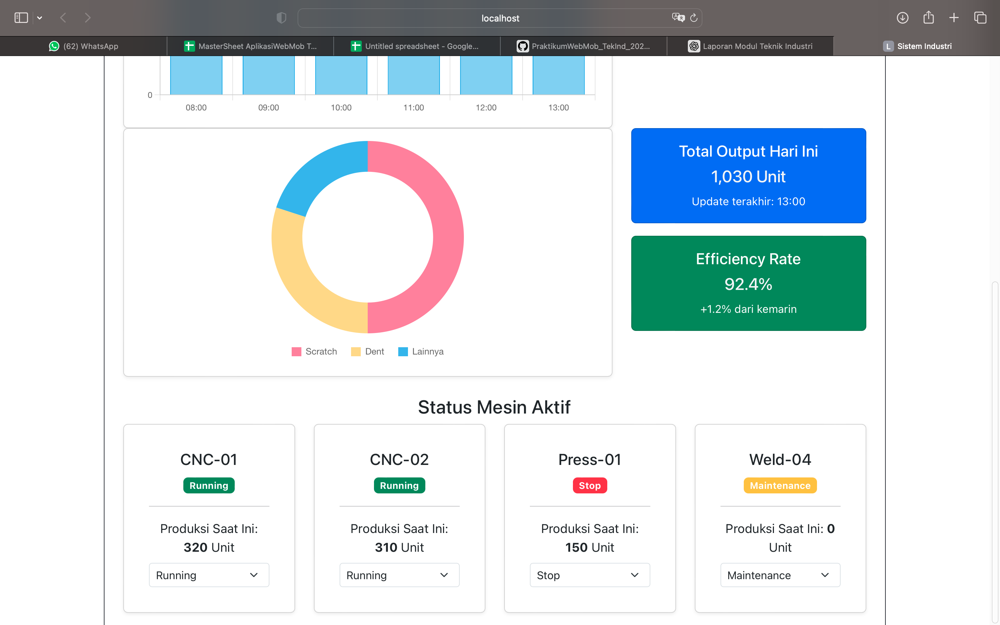 localhost
(62) WhatsApp
MasterSheet AplikasiWebMob T...
Untitled spreadsheet - Google...
PraktikumWebMob_TekInd_202...
Laporan Modul Teknik Industri
L Sistem Industri
0
08:00 09:00 10:00 11:00 12:00 13:00
Scratch Dent Lainnya
Total Output Hari Ini
1,030 Unit
Update terakhir: 13:00
Efficiency Rate
92.4%
+1.2% dari kemarin
Status Mesin Aktif
CNC-01
Running
Produksi Saat Ini:
320 Unit
Running
CNC-02
Running
Produksi Saat Ini:
310 Unit
Running
Press-01
Stop
Produksi Saat Ini:
150 Unit
Stop
Weld-04
Maintenance
Produksi Saat Ini: 0
Unit
Maintenance